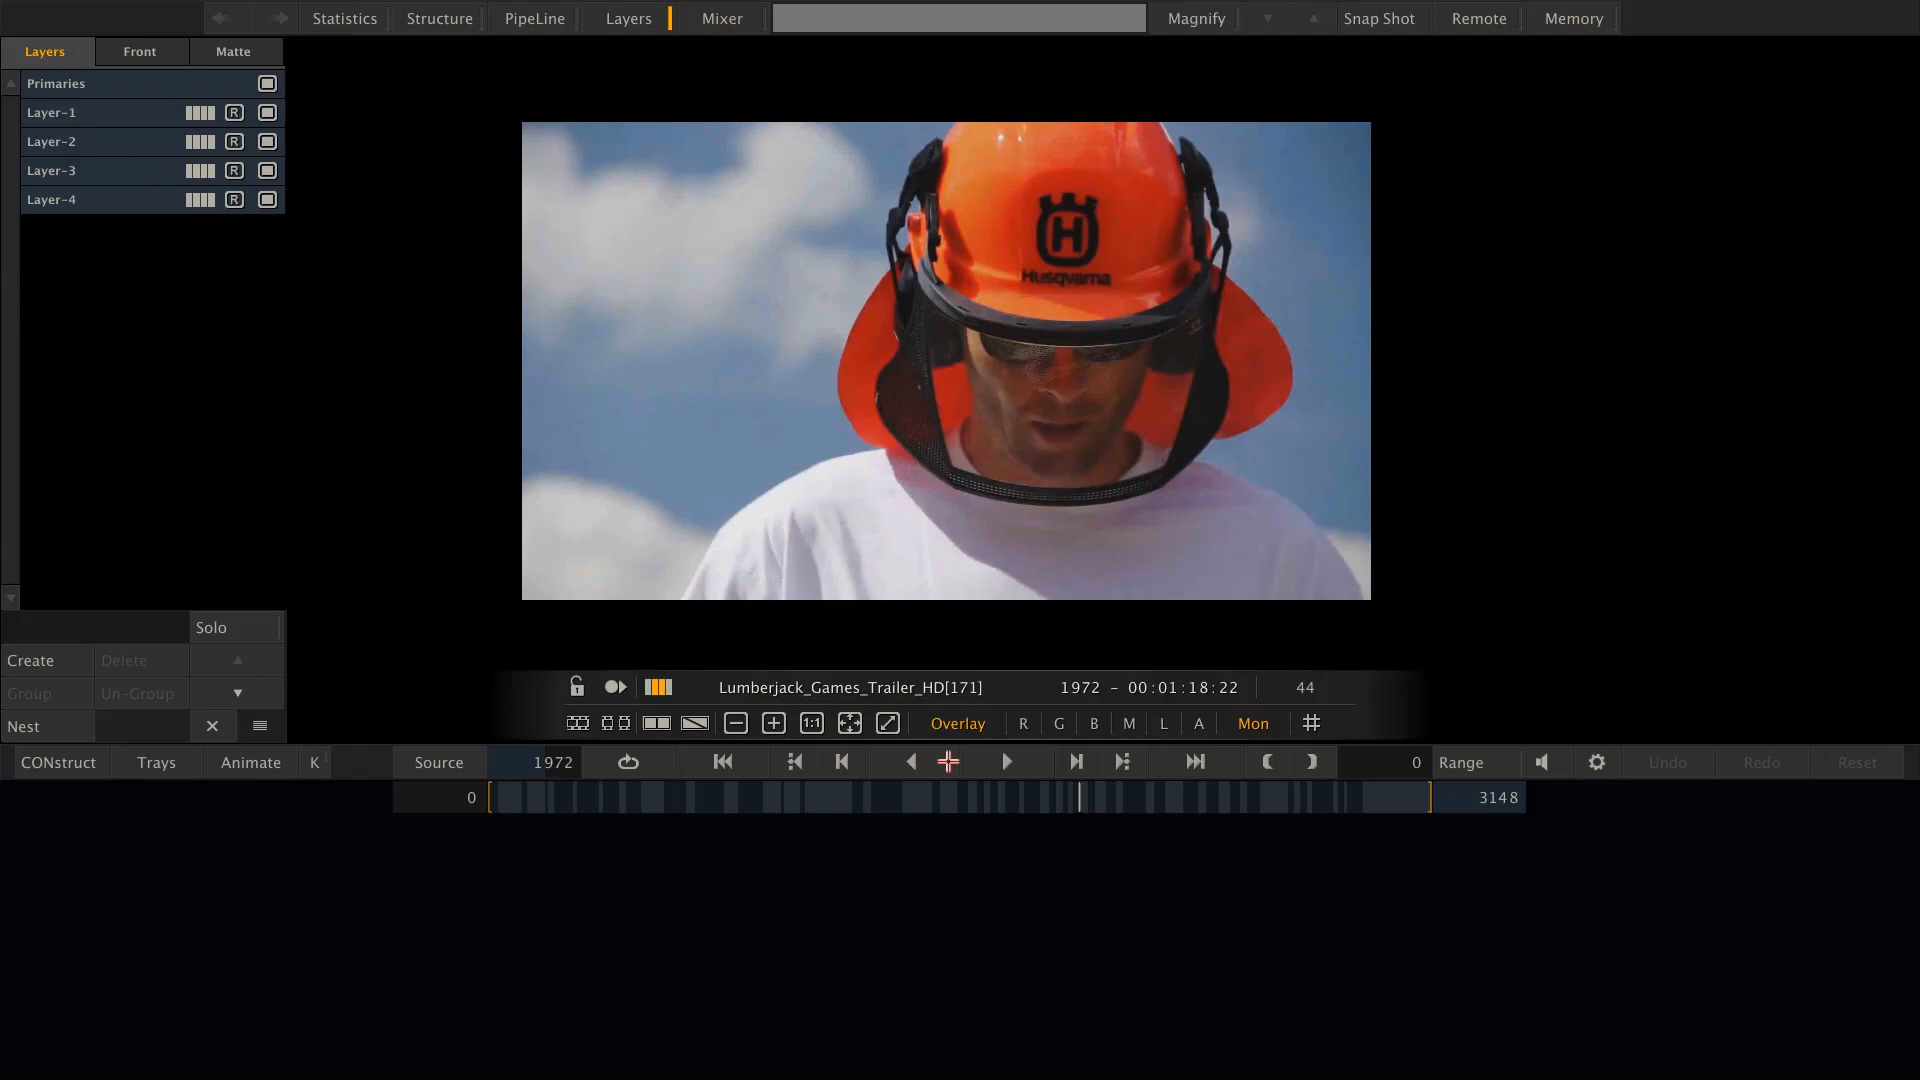 Statistics Structure PipeLine Layers Mixer Magnify Snap Shot Remote Memory
Layers Front Matte
Primaries
Layer-1 R
Layer-2 R
Layer-3 R
Layer-4 R
H
Husqvarna
Solo
Create Delete
Group Un-Group
Nest
Lumberjack_Games_Trailer_HD[171] 1972 - 00:01:18:22 44
1:1 Overlay R G B M L A Mon
CONstruct Trays Animate K Source 1972 0 Range Undo Redo Reset
0 3148